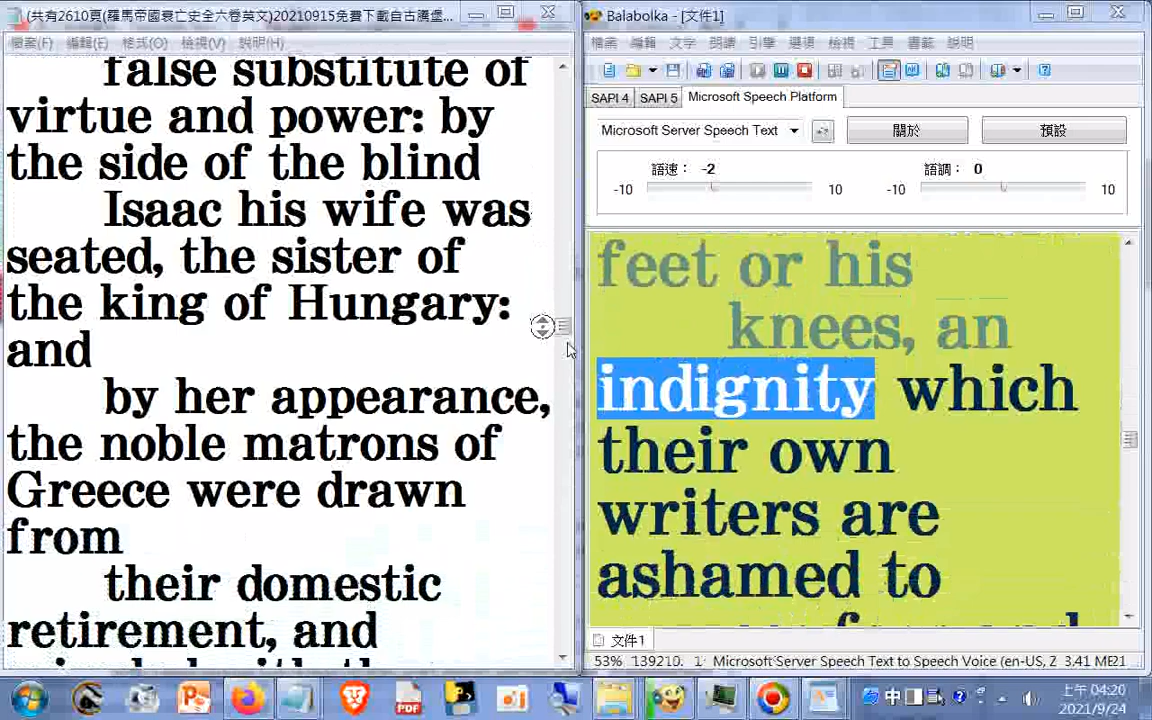 (共有2610頁(羅馬帝國衰亡史全六卷英文)20210915免費下載自古騰堡...
檔案(F) 編輯(E) 格式(O) 檢視(V) 說明(H)
false substitute of
virtue and power: by
the side of the blind
Isaac his wife was
seated, the sister of
the king of Hungary:
and
by her appearance,
the noble matrons of
Greece were drawn
from
their domestic
retirement, and
Balabolka - [文件1]
檔案 編輯 文字 朗讀 引擎 選項 檢視 工具 書籤 說明
SAPI 4 SAPI 5 Microsoft Speech Platform
Microsoft Server Speech Text
關於
預設
語速： -2
語調： 0
-10 10 -10 10
feet or his
knees, an
indignity which
their own
writers are
ashamed to
文件1
53% 139210. 1 Microsoft Server Speech Text to Speech Voice (en-US, Z 3.41 ME21
中
上午 04:20
2021/9/24